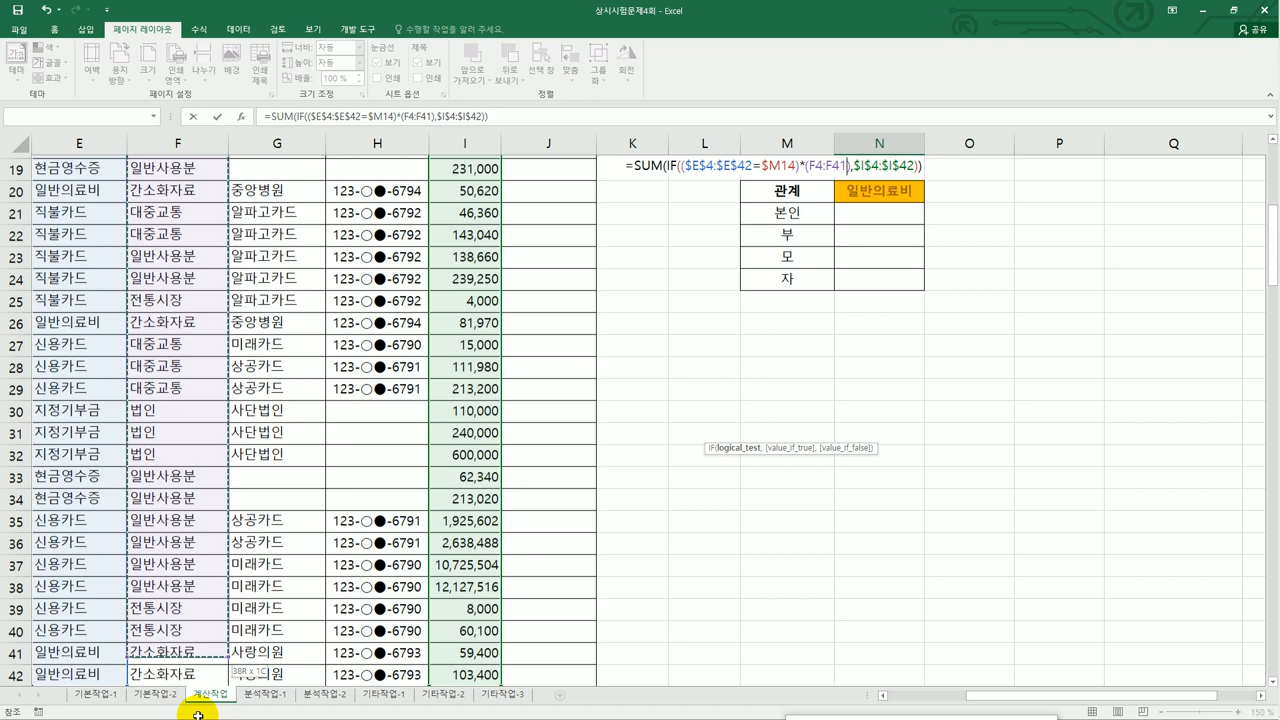 상시시험문제4회 - Excel
파일 홈 삽입 페이지 레이아웃 수식 데이터 검토 보기 개발 도구 수행할 작업을 알려 주세요. 공유
테마 색 글꼴 효과 여백 용지 방향 크기 인쇄 영역 나누기 배경 인쇄 제목 너비: 자동 높이: 자동 배율: 100 % 눈금선 보기 인쇄 제목 보기 인쇄 앞으로 가져오기 뒤로 보내기 선택 창 맞춤 그룹화 회전
테마 페이지 설정 크기 조정 시트 옵션 정렬
=SUM(IF(($E$4:$E$42=$M14)*(F4:F41),$I$4:$I$42))
E F G H I J K L M N O P Q
19 현금영수증 일반사용분 231,000 =SUM(IF(($E$4:$E$42=$M14)*(F4:F41),$I$4:$I$42))
20 일반의료비 간소화자료 중앙병원 123-○●-6794 50,620 관계 일반의료비
21 직불카드 대중교통 알파고카드 123-○●-6792 46,360 본인
22 직불카드 대중교통 알파고카드 123-○●-6792 143,040 부
23 직불카드 일반사용분 알파고카드 123-○●-6792 138,660 모
24 직불카드 일반사용분 알파고카드 123-○●-6792 239,250 자
25 직불카드 전통시장 알파고카드 123-○●-6792 4,000
26 일반의료비 간소화자료 중앙병원 123-○●-6794 81,970
27 신용카드 대중교통 미래카드 123-○●-6790 15,000
28 신용카드 대중교통 상공카드 123-○●-6791 111,980
29 신용카드 대중교통 상공카드 123-○●-6791 213,200
30 지정기부금 법인 사단법인 110,000
31 지정기부금 법인 사단법인 240,000
32 지정기부금 법인 사단법인 600,000
IF(logical_test, [value_if_true], [value_if_false])
33 현금영수증 일반사용분 62,340
34 현금영수증 일반사용분 213,020
35 신용카드 일반사용분 상공카드 123-○●-6791 1,925,602
36 신용카드 일반사용분 상공카드 123-○●-6791 2,638,488
37 신용카드 일반사용분 미래카드 123-○●-6790 10,725,504
38 신용카드 일반사용분 미래카드 123-○●-6790 12,127,516
39 신용카드 전통시장 미래카드 123-○●-6790 8,000
40 신용카드 전통시장 미래카드 123-○●-6790 60,100
41 일반의료비 간소화자료 사랑의원 123-○●-6793 59,400
42 일반의료비 간소화자료 38R x 1C 의원 123-○●-6793 103,400
기본작업-1 기본작업-2 계산작업 분석작업-1 분석작업-2 기타작업-1 기타작업-2 기타작업-3
참조 150 %